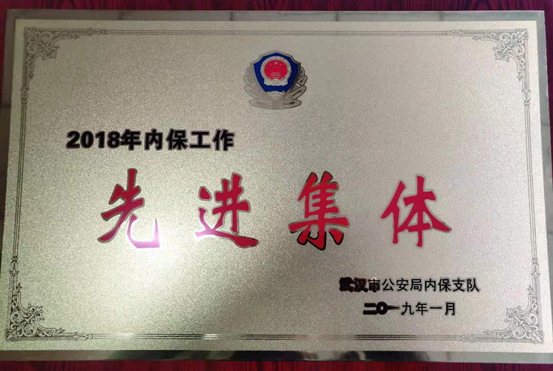 2018年内保工作
先进集体
武汉市公安局内保支队
二〇一九年一月